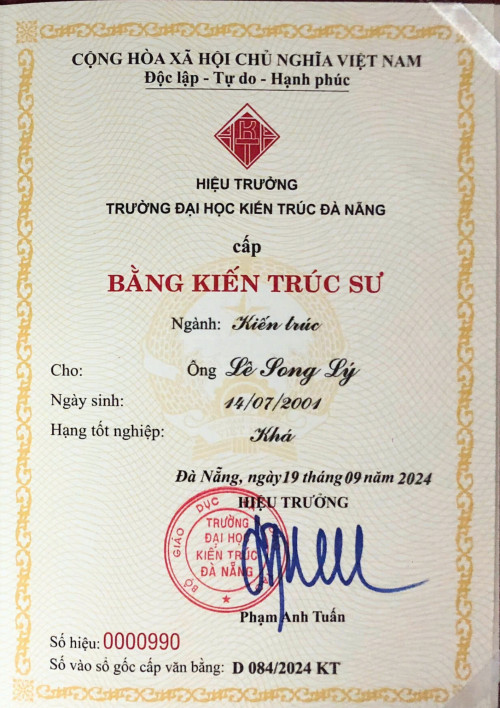 CỘNG HÒA XÃ HỘI CHỦ NGHĨA VIỆT NAM
Độc lập - Tự do - Hạnh phúc
HIỆU TRƯỞNG
TRƯỜNG ĐẠI HỌC KIẾN TRÚC ĐÀ NẴNG
cấp
BẰNG KIẾN TRÚC SƯ
Ngành: Kiến trúc
Cho: Ông Lê Song Lý
Ngày sinh: 14/07/2001
Hạng tốt nghiệp: Khá
Đà Nẵng, ngày 19 tháng 09 năm 2024
HIỆU TRƯỞNG
BỘ GIÁO DỤC
TRƯỜNG
ĐẠI HỌ
KIẾN TRÚC
ĐÀ NẴNG
Phạm Anh Tuấn
Số hiệu: 0000990
Số vào sổ gốc cấp văn bằng: D 084/2024 KT